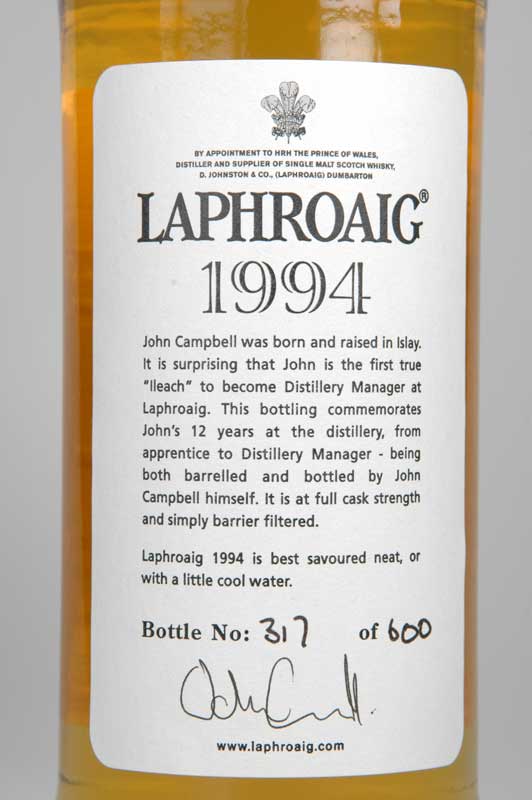 BY APPOINTMENT TO HRH THE PRINCE OF WALES,
DISTILLER AND SUPPLIER OF SINGLE MALT SCOTCH WHISKY,
D. JOHNSTON & CO., (LAPHROAIG) DUMBARTON
LAPHROAIG®
1994
John Campbell was born and raised in Islay.
It is surprising that John is the first true
"Ileach" to become Distillery Manager at
Laphroaig. This bottling commemorates
John's 12 years at the distillery, from
apprentice to Distillery Manager - being
both barrelled and bottled by John
Campbell himself. It is at full cask strength
and simply barrier filtered.
Laphroaig 1994 is best savoured neat, or
with a little cool water.
Bottle No: 317 of 600
www.laphroaig.com